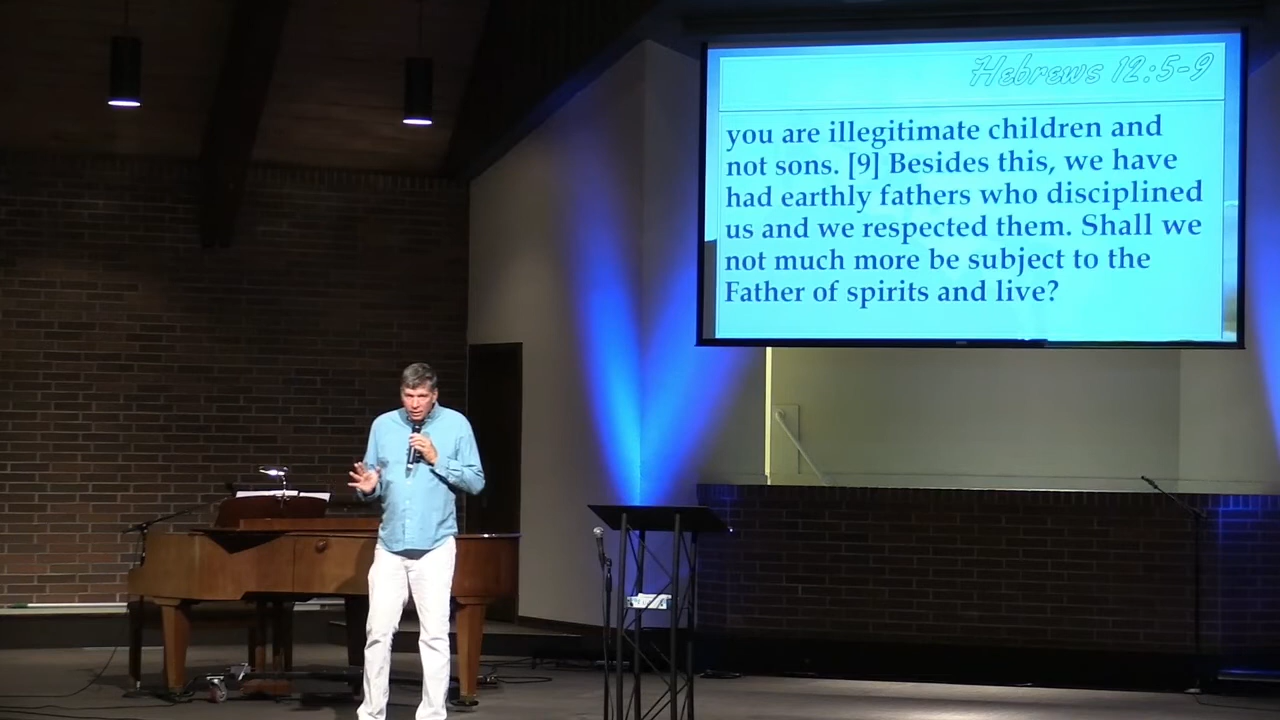 Hebrews 12:5-9
you are illegitimate children and
not sons. [9] Besides this, we have
had earthly fathers who disciplined
us and we respected them. Shall we
not much more be subject to the
Father of spirits and live?